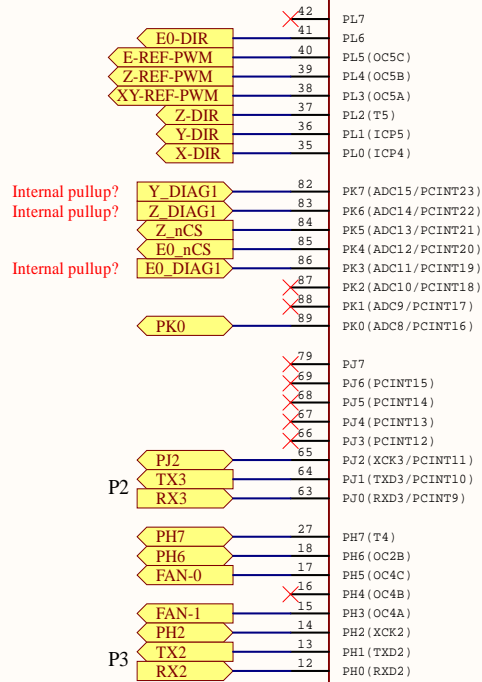 42 PL7
E0-DIR 41 PL6
E-REF-PWM 40 PL5(OC5C)
Z-REF-PWM 39 PL4(OC5B)
XY-REF-PWM 38 PL3(OC5A)
Z-DIR 37 PL2(T5)
Y-DIR 36 PL1(ICP5)
X-DIR 35 PL0(ICP4)
Internal pullup? Y_DIAG1 82 PK7(ADC15/PCINT23)
Internal pullup? Z_DIAG1 83 PK6(ADC14/PCINT22)
Z_nCS 84 PK5(ADC13/PCINT21)
E0_nCS 85 PK4(ADC12/PCINT20)
Internal pullup? E0_DIAG1 86 PK3(ADC11/PCINT19)
87 PK2(ADC10/PCINT18)
88 PK1(ADC9/PCINT17)
PK0 89 PK0(ADC8/PCINT16)
79 PJ7
69 PJ6(PCINT15)
68 PJ5(PCINT14)
67 PJ4(PCINT13)
66 PJ3(PCINT12)
PJ2 65 PJ2(XCK3/PCINT11)
P2 TX3 64 PJ1(TXD3/PCINT10)
RX3 63 PJ0(RXD3/PCINT9)
PH7 27 PH7(T4)
PH6 18 PH6(OC2B)
FAN-0 17 PH5(OC4C)
16 PH4(OC4B)
FAN-1 15 PH3(OC4A)
PH2 14 PH2(XCK2)
P3 TX2 13 PH1(TXD2)
RX2 12 PH0(RXD2)